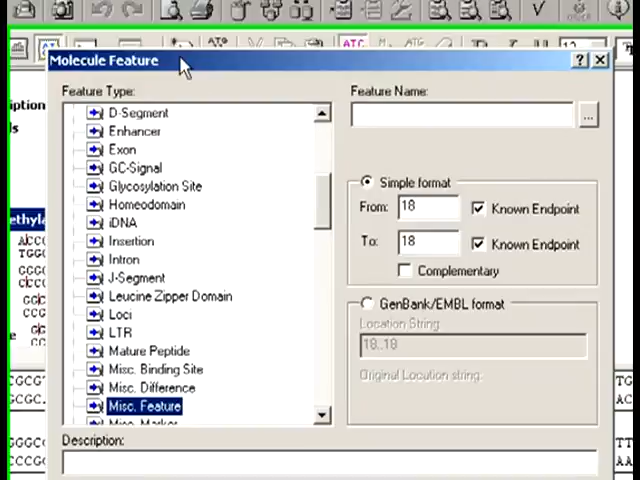 Molecule Feature
Feature Type:
D-Segment
Enhancer
Exon
GC-Signal
Glycosylation Site
Homeodomain
iDNA
Insertion
Intron
J-Segment
Leucine Zipper Domain
Loci
LTR
Mature Peptide
Misc. Binding Site
Misc. Difference
Misc. Feature
Feature Name:
...
Simple format
From: 18 Known Endpoint
To: 18 Known Endpoint
Complementary
GenBank/EMBL format
Location String:
18..18
Original Location string:
Description: